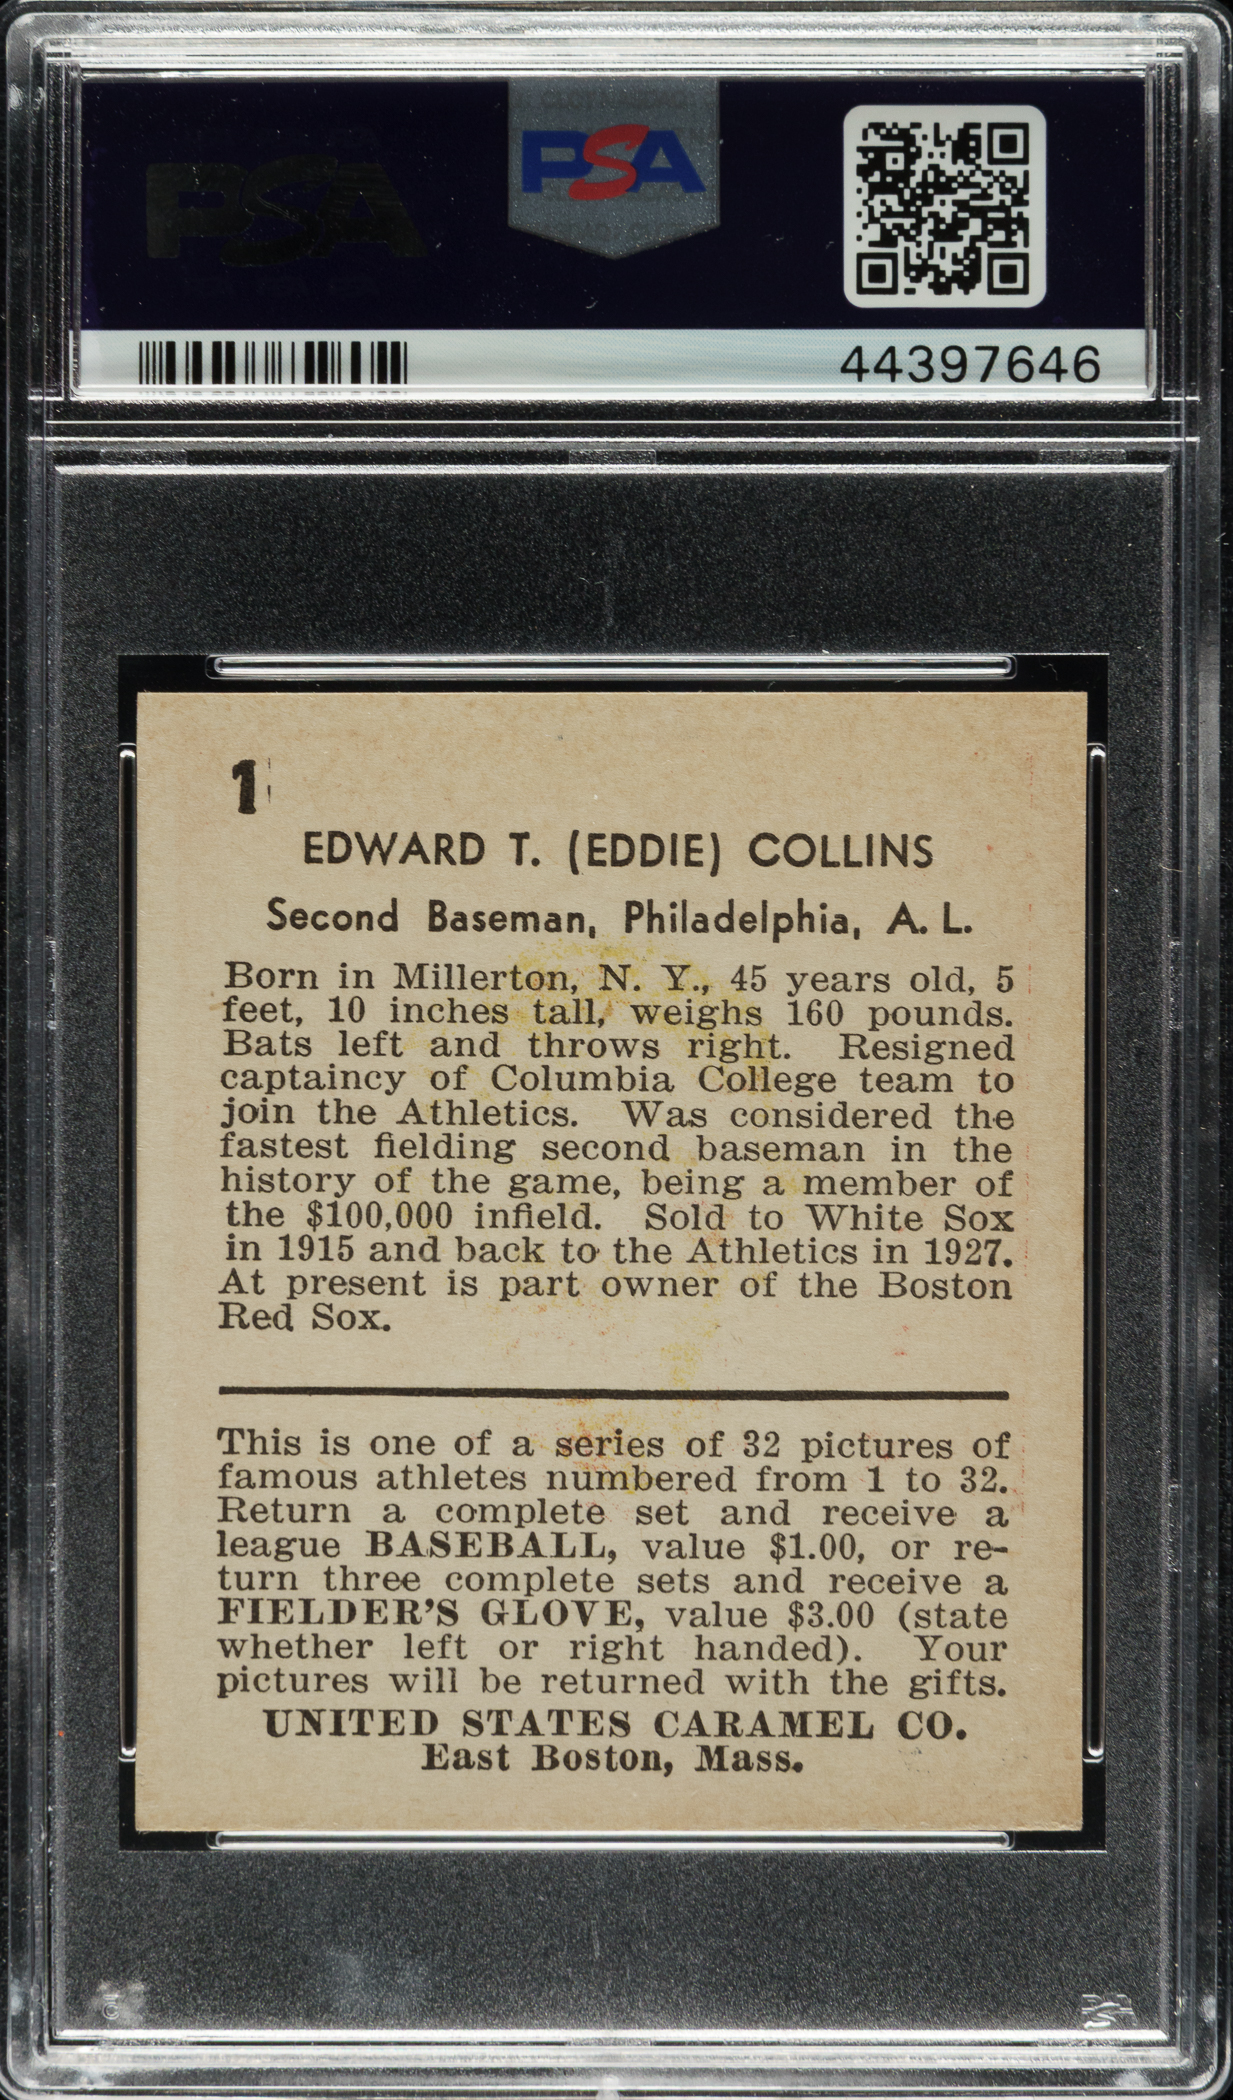 PSA
PSA
44397646
1
EDWARD T. (EDDIE) COLLINS
Second Baseman, Philadelphia, A. L.
Born in Millerton, N. Y., 45 years old, 5
feet, 10 inches tall, weighs 160 pounds.
Bats left and throws right. Resigned
captaincy of Columbia College team to
join the Athletics. Was considered the
fastest fielding second baseman in the
history of the game, being a member of
the $100,000 infield. Sold to White Sox
in 1915 and back to the Athletics in 1927.
At present is part owner of the Boston
Red Sox.
This is one of a series of 32 pictures of
famous athletes numbered from 1 to 32.
Return a complete set and receive a
league BASEBALL, value $1.00, or re-
turn three complete sets and receive a
FIELDER'S GLOVE, value $3.00 (state
whether left or right handed). Your
pictures will be returned with the gifts.
UNITED STATES CARAMEL CO.
East Boston, Mass.